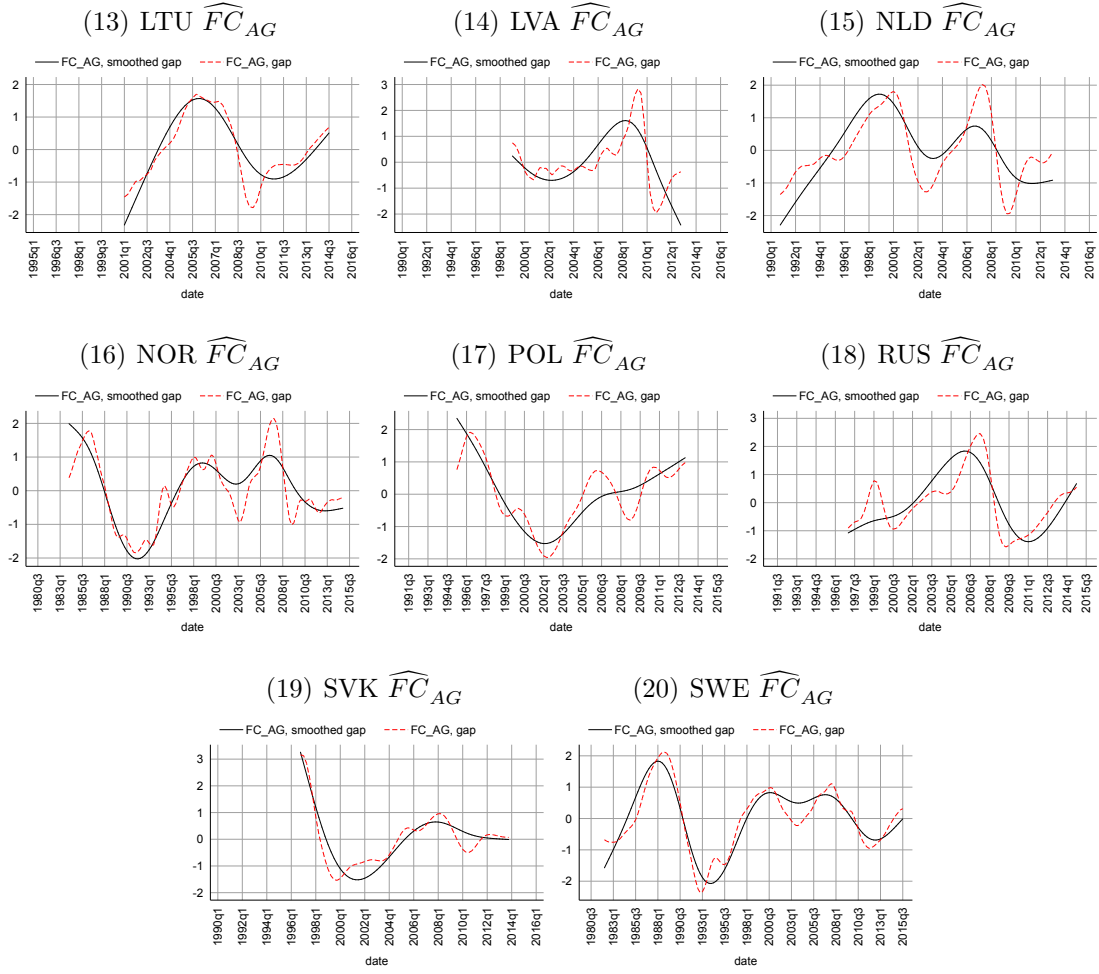 (13) LTU FC_AG
(14) LVA FC_AG
(15) NLD FC_AG
FC_AG, smoothed gap FC_AG, gap
FC_AG, smoothed gap FC_AG, gap
FC_AG, smoothed gap FC_AG, gap
2
1
0
-1
-2
1995q1
1996q3
1998q1
1999q3
2001q1
2002q3
2004q1
2005q3
2007q1
2008q3
2010q1
2011q3
2013q1
2014q3
2016q1
date
3
2
1
0
-1
-2
1990q1
1992q1
1994q1
1996q1
1998q1
2000q1
2002q1
2004q1
2006q1
2008q1
2010q1
2012q1
2014q1
2016q1
date
2
1
0
-1
-2
1990q1
1992q1
1994q1
1996q1
1998q1
2000q1
2002q1
2004q1
2006q1
2008q1
2010q1
2012q1
2014q1
2016q1
date
(16) NOR FC_AG
(17) POL FC_AG
(18) RUS FC_AG
FC_AG, smoothed gap FC_AG, gap
FC_AG, smoothed gap FC_AG, gap
FC_AG, smoothed gap FC_AG, gap
2
1
0
-1
-2
1980q3
1983q1
1985q3
1988q1
1990q3
1993q1
1995q3
1998q1
2000q3
2003q1
2005q3
2008q1
2010q3
2013q1
2015q3
date
2
1
0
-1
-2
1991q3
1993q1
1994q3
1996q1
1997q3
1999q1
2000q3
2002q1
2003q3
2005q1
2006q3
2008q1
2009q3
2011q1
2012q3
2014q1
2015q3
date
3
2
1
0
-1
-2
1991q3
1993q1
1994q3
1996q1
1997q3
1999q1
2000q3
2002q1
2003q3
2005q1
2006q3
2008q1
2009q3
2011q1
2012q3
2014q1
2015q3
date
(19) SVK FC_AG
(20) SWE FC_AG
FC_AG, smoothed gap FC_AG, gap
FC_AG, smoothed gap FC_AG, gap
3
2
1
0
-1
-2
1990q1
1992q1
1994q1
1996q1
1998q1
2000q1
2002q1
2004q1
2006q1
2008q1
2010q1
2012q1
2014q1
2016q1
date
2
1
0
-1
-2
1980q3
1983q1
1985q3
1988q1
1990q3
1993q1
1995q3
1998q1
2000q3
2003q1
2005q3
2008q1
2010q3
2013q1
2015q3
date